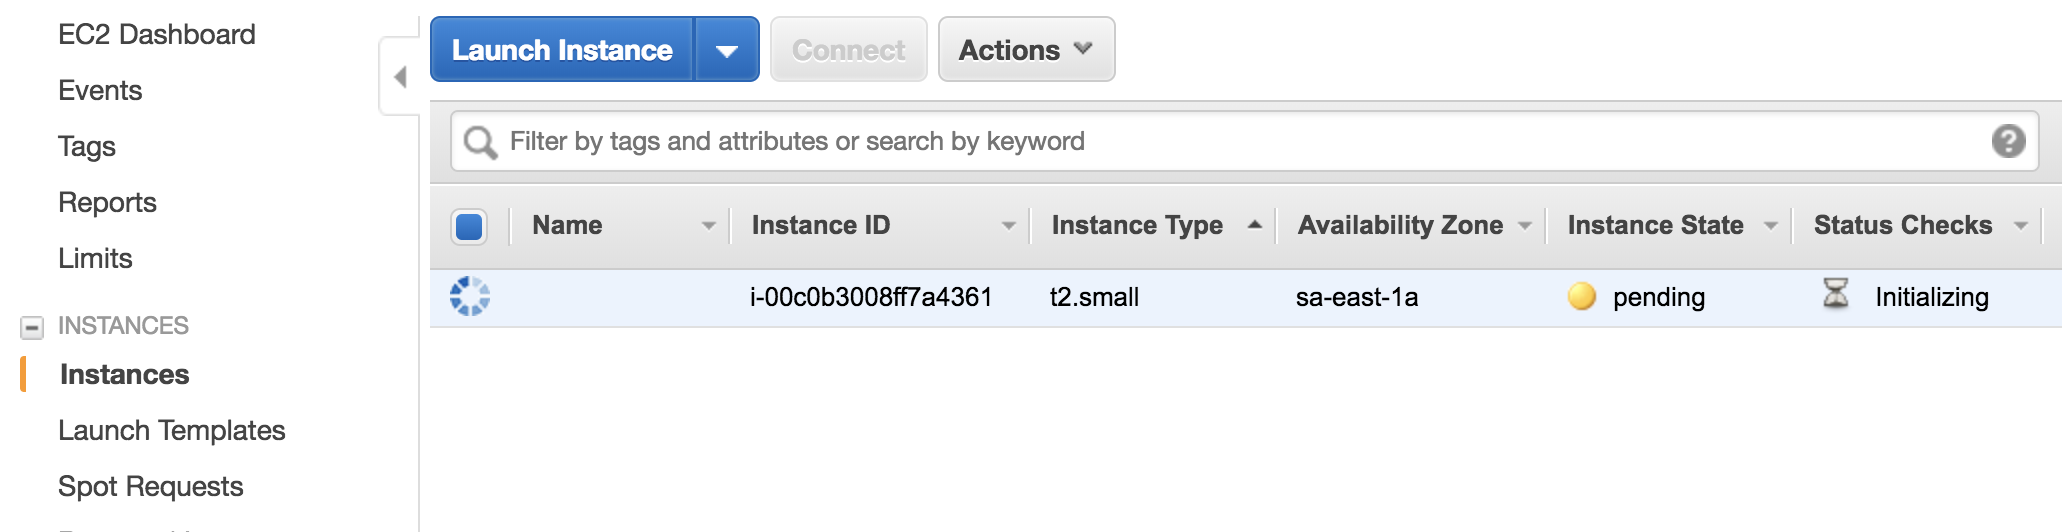 EC2 Dashboard
Events
Tags
Reports
Limits
INSTANCES
Instances
Launch Templates
Spot Requests
Launch Instance Connect Actions
Filter by tags and attributes or search by keyword ?
Name Instance ID Instance Type Availability Zone Instance State Status Checks
i-00c0b3008ff7a4361 t2.small sa-east-1a pending Initializing